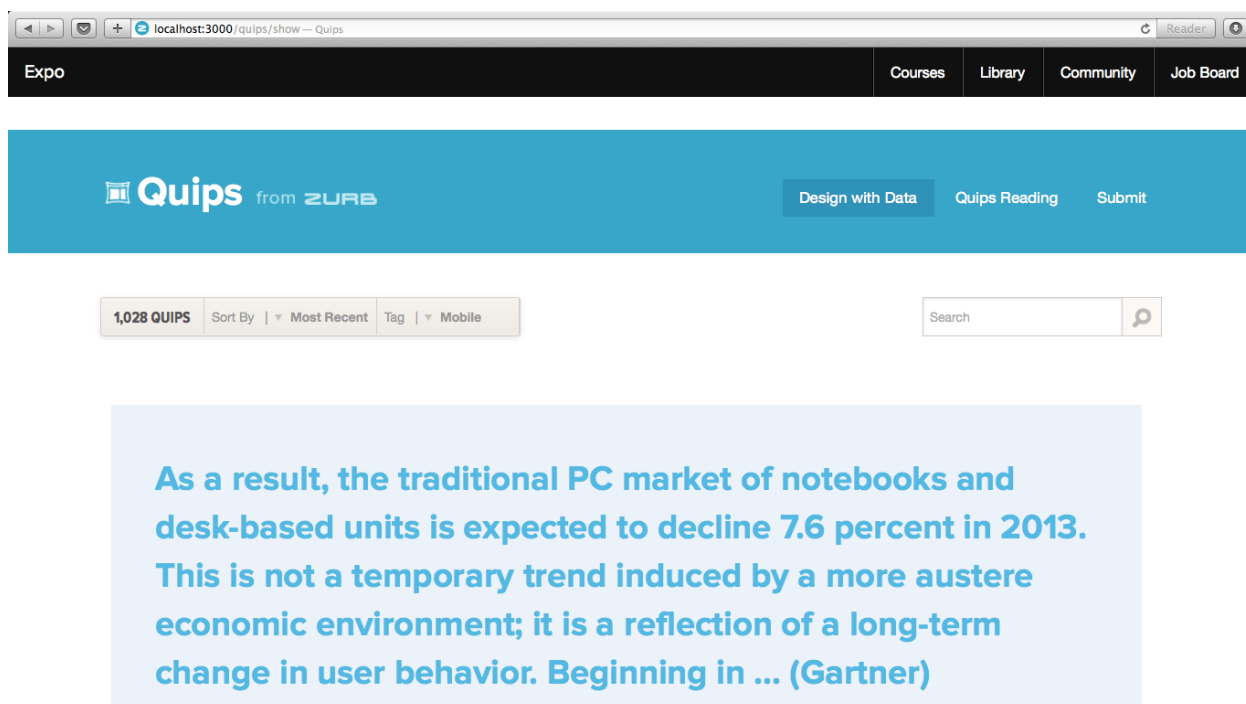 localhost:3000/quips/show — Quips
Reader
Expo
Courses Library Community Job Board
Quips from ZURB
Design with Data Quips Reading Submit
1,028 QUIPS Sort By | Most Recent Tag | Mobile
Search
As a result, the traditional PC market of notebooks and
desk-based units is expected to decline 7.6 percent in 2013.
This is not a temporary trend induced by a more austere
economic environment; it is a reflection of a long-term
change in user behavior. Beginning in ... (Gartner)